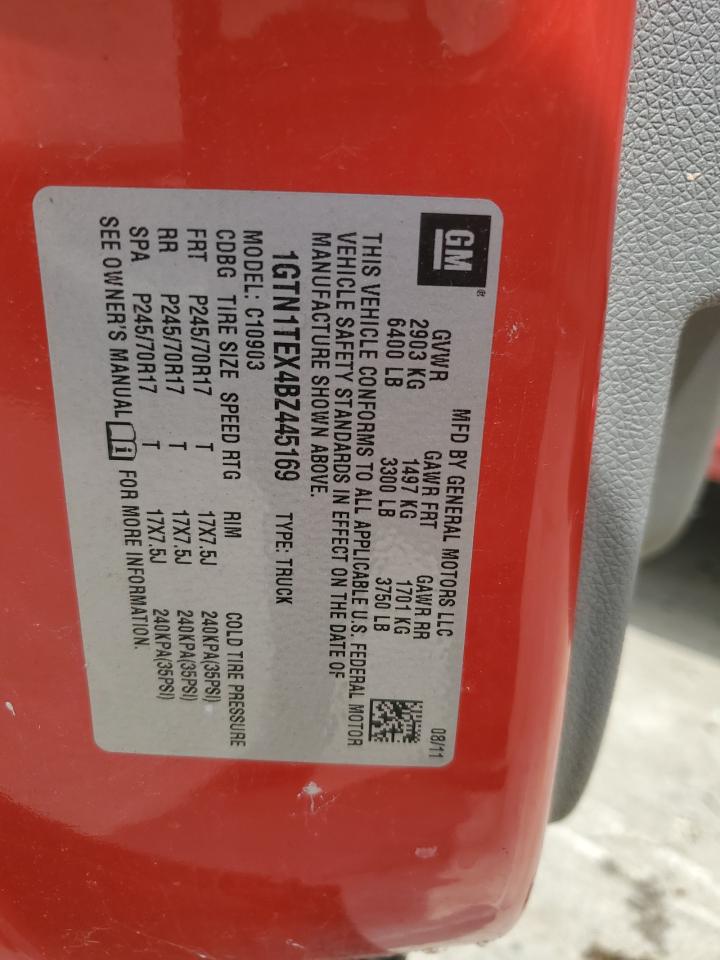 GM®
MFD BY GENERAL MOTORS LLC 08/11
GVWR GAWR FRT GAWR RR
2903 KG 1497 KG 1701 KG
6400 LB 3300 LB 3750 LB
THIS VEHICLE CONFORMS TO ALL APPLICABLE U.S. FEDERAL MOTOR
VEHICLE SAFETY STANDARDS IN EFFECT ON THE DATE OF
MANUFACTURE SHOWN ABOVE.
1GTN1TEX4BZ445169 TYPE: TRUCK
MODEL: C10903
CDBG TIRE SIZE SPEED RTG RIM COLD TIRE PRESSURE
FRT P245/70R17 T 17X7.5J 240KPA(35PSI)
RR P245/70R17 T 17X7.5J 240KPA(35PSI)
SPA P245/70R17 T 17X7.5J 240KPA(35PSI)
SEE OWNER'S MANUAL i FOR MORE INFORMATION.